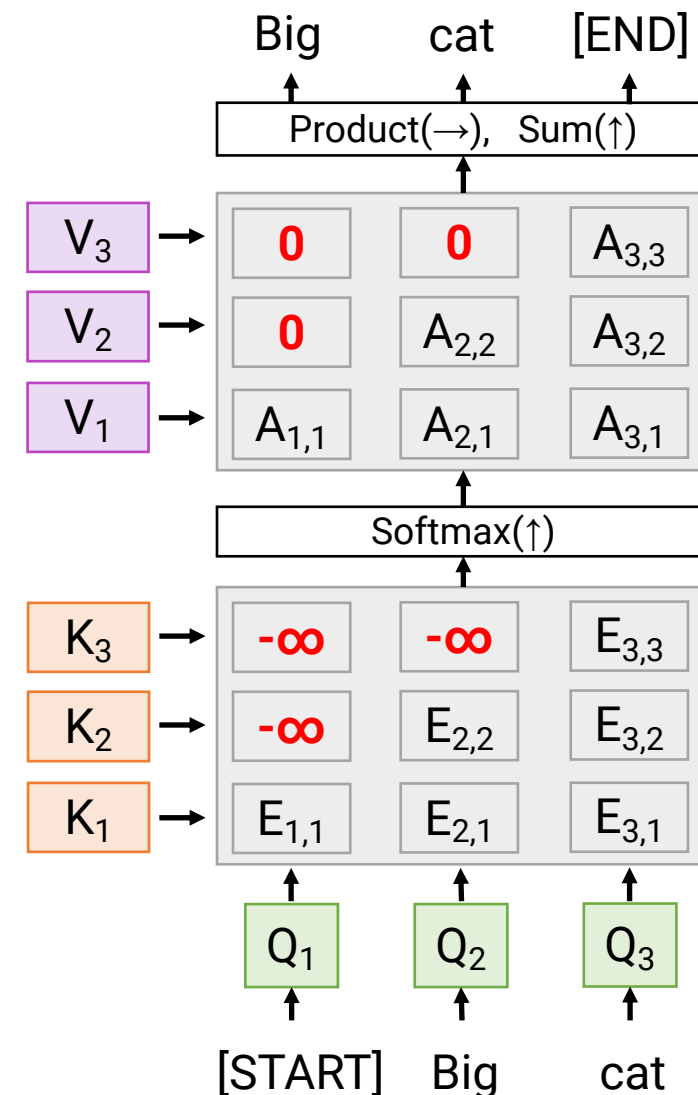 Big cat [END]
Product(→), Sum(↑)
V3 0 0 A3,3
V2 0 A2,2 A3,2
V1 A1,1 A2,1 A3,1
Softmax(↑)
K3 -∞ -∞ E3,3
K2 -∞ E2,2 E3,2
K1 E1,1 E2,1 E3,1
Q1 Q2 Q3
[START] Big cat